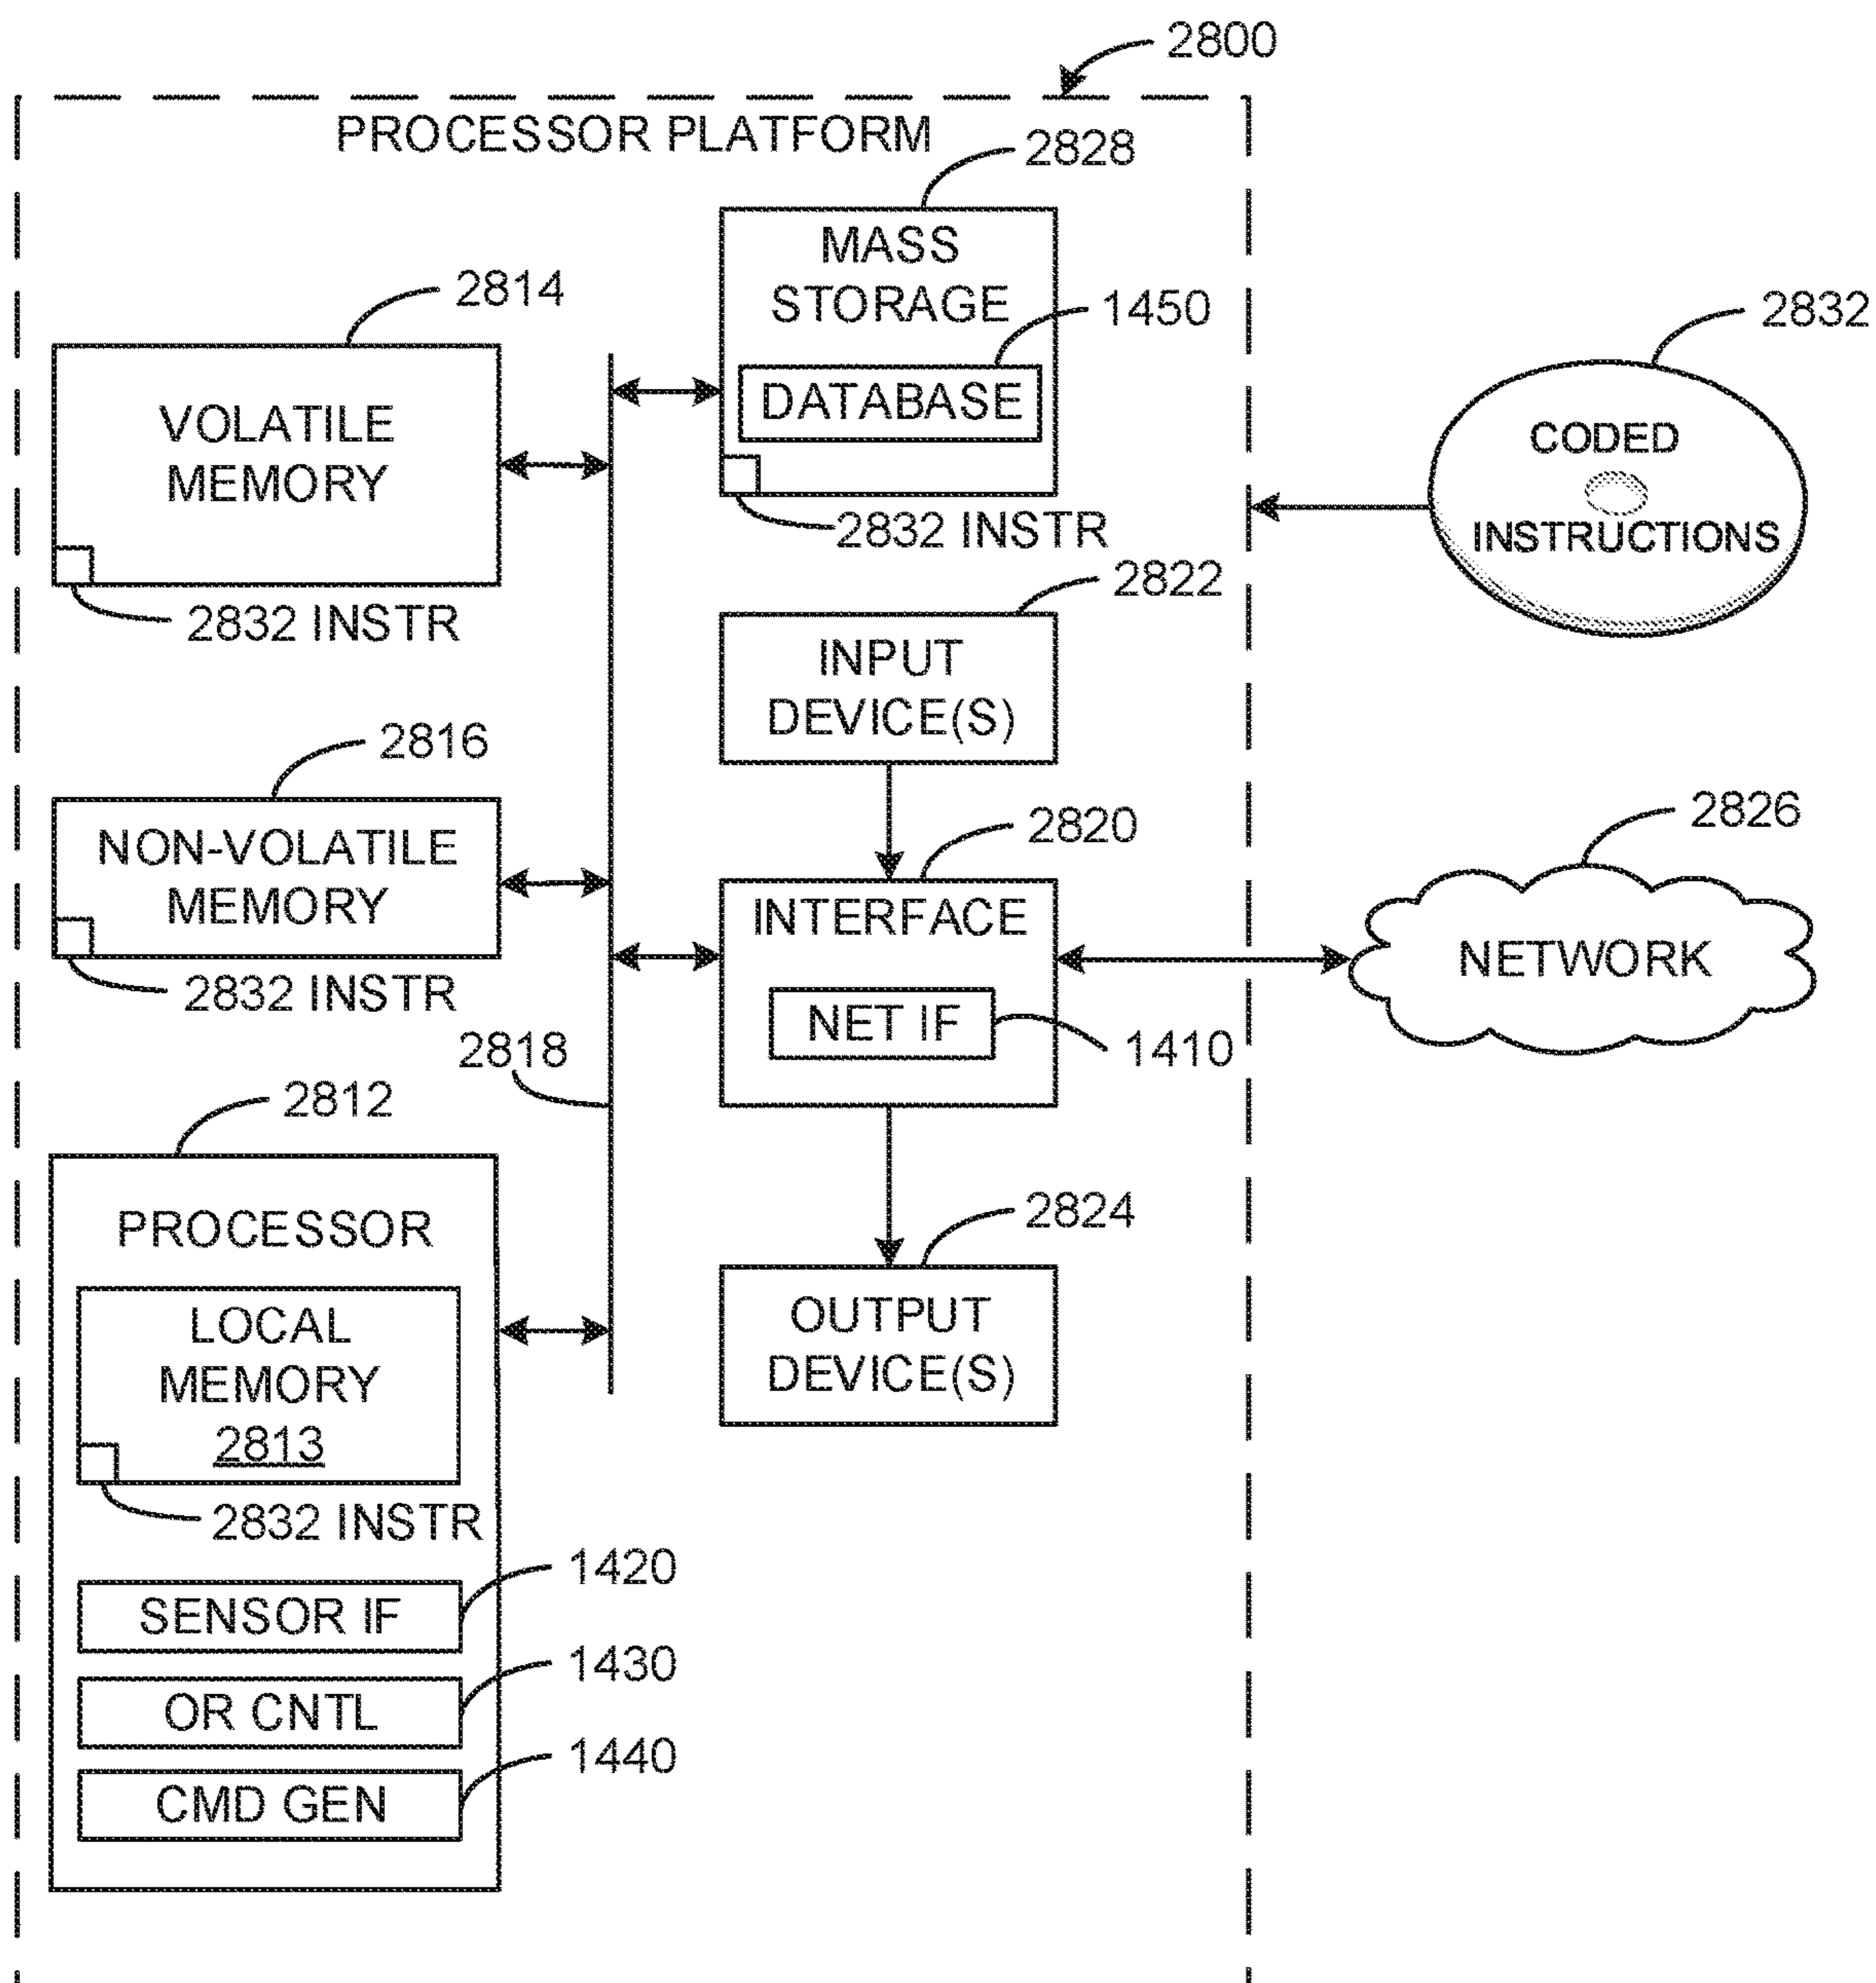 2800
PROCESSOR PLATFORM
2828
MASS
STORAGE
1450
DATABASE
2832 INSTR
2814
VOLATILE
MEMORY
2832 INSTR
2832
CODED
INSTRUCTIONS
2822
INPUT
DEVICE(S)
2816
NON-VOLATILE
MEMORY
2832 INSTR
2820
INTERFACE
NET IF
1410
2826
NETWORK
2818
2812
PROCESSOR
LOCAL
MEMORY
2813
2832 INSTR
2824
OUTPUT
DEVICE(S)
1420
SENSOR IF
1430
OR CNTL
1440
CMD GEN